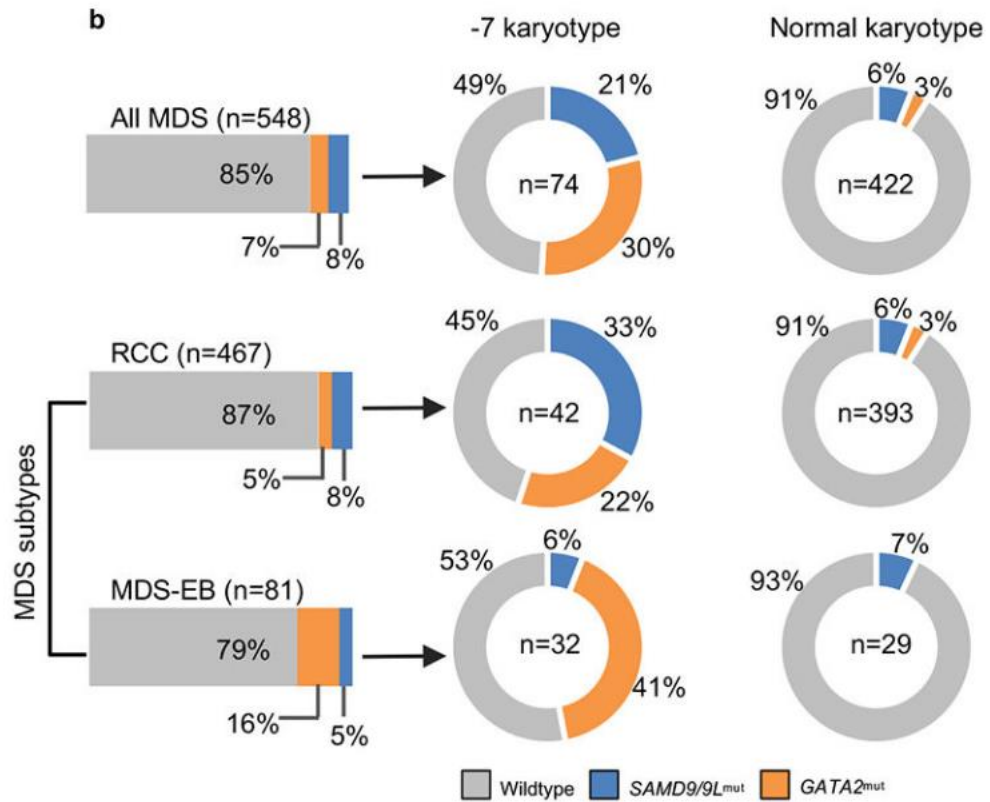 b
-7 karyotype
Normal karyotype
All MDS (n=548)
85%
7%
8%
49%
21%
n=74
30%
91%
6%
3%
n=422
RCC (n=467)
87%
5%
8%
45%
33%
n=42
22%
91%
6%
3%
n=393
MDS subtypes
MDS-EB (n=81)
79%
16%
5%
53%
6%
n=32
41%
93%
7%
n=29
Wildtype
SAMD9/9Lmut
GATA2mut